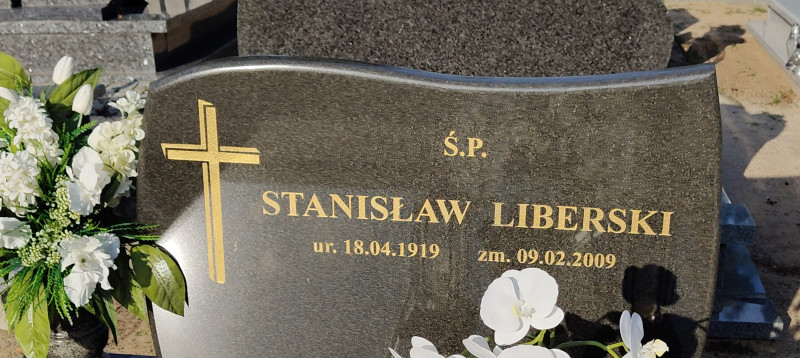 Ś.P.
STANISŁAW LIBERSKI
ur. 18.04.1919 zm. 09.02.2009